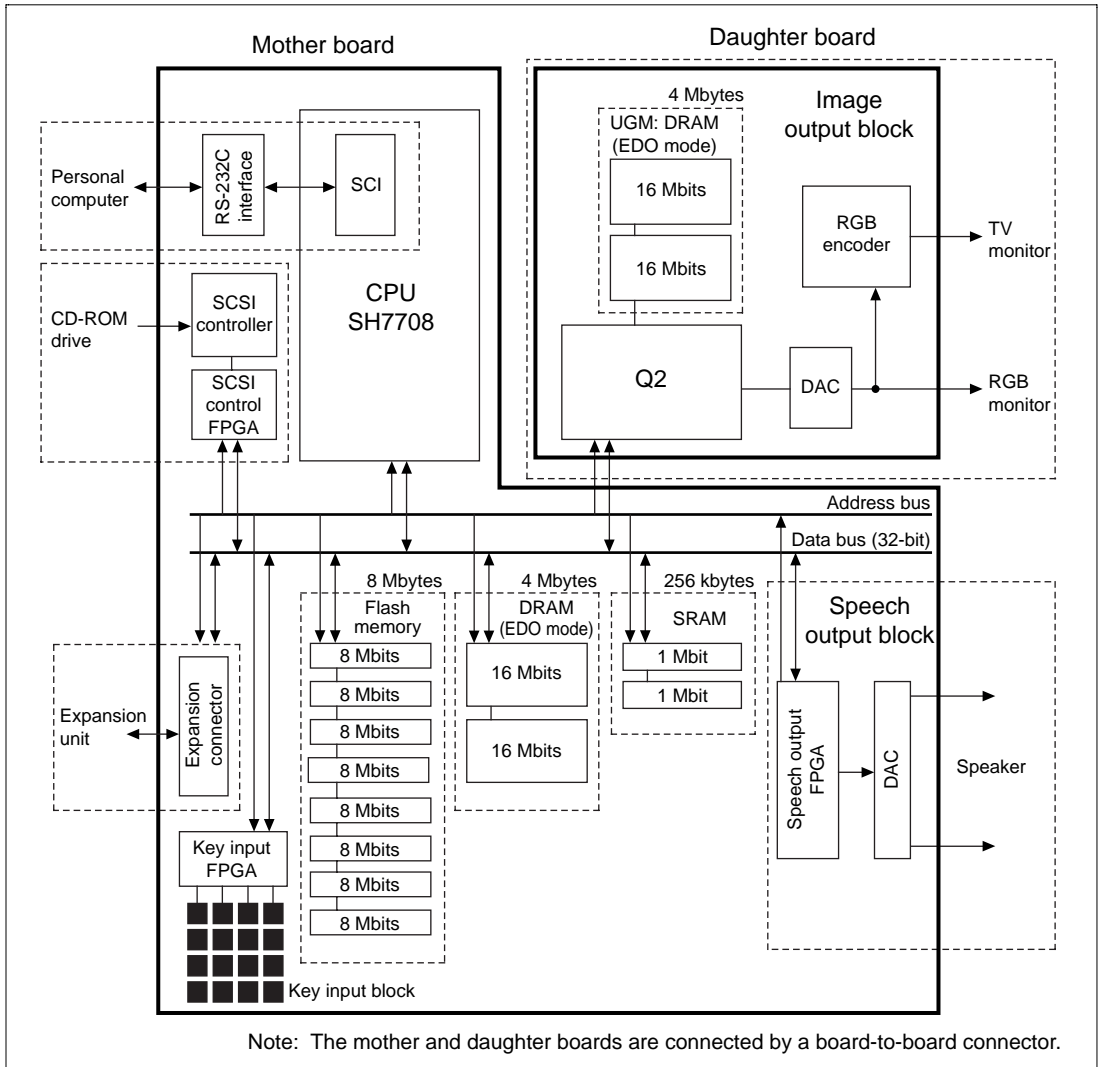 Mother board
Daughter board
Personal
computer
RS-232C
interface
SCI
CD-ROM
drive
SCSI
controller
SCSI
control
FPGA
CPU
SH7708
4 Mbytes
UGM: DRAM
(EDO mode)
16 Mbits
16 Mbits
Image
output block
RGB
encoder
TV
monitor
Q2
DAC
RGB
monitor
Address bus
Data bus (32-bit)
Expansion
unit
Expansion
connector
Key input
FPGA
Key input block
8 Mbytes
Flash
memory
8 Mbits
8 Mbits
8 Mbits
8 Mbits
8 Mbits
8 Mbits
8 Mbits
8 Mbits
4 Mbytes
DRAM
(EDO mode)
16 Mbits
16 Mbits
256 kbytes
SRAM
1 Mbit
1 Mbit
Speech
output block
Speech output
FPGA
DAC
Speaker
Note: The mother and daughter boards are connected by a board-to-board connector.